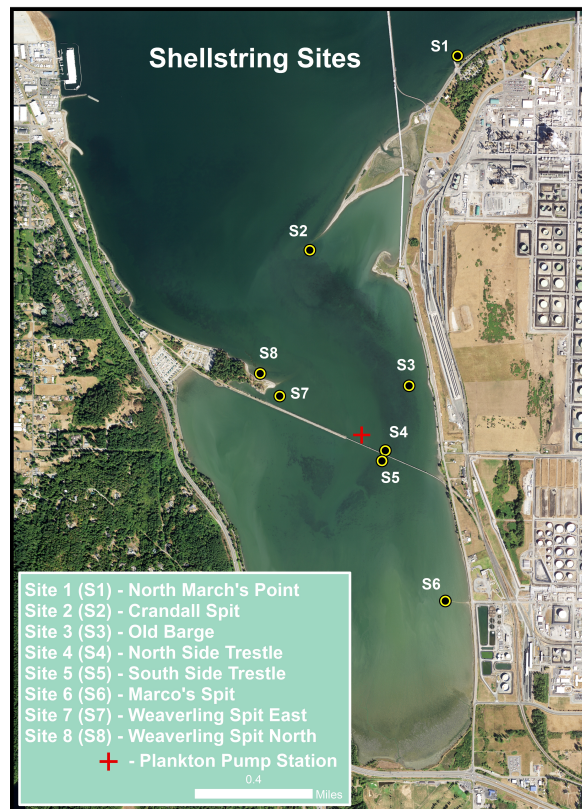 Shellstring Sites
S1
S2
S8
S7
S3
S4
S5
S6
Site 1 (S1) - North March's Point
Site 2 (S2) - Crandall Spit
Site 3 (S3) - Old Barge
Site 4 (S4) - North Side Trestle
Site 5 (S5) - South Side Trestle
Site 6 (S6) - Marco's Spit
Site 7 (S7) - Weaverling Spit East
Site 8 (S8) - Weaverling Spit North
- Plankton Pump Station
0.4
Miles